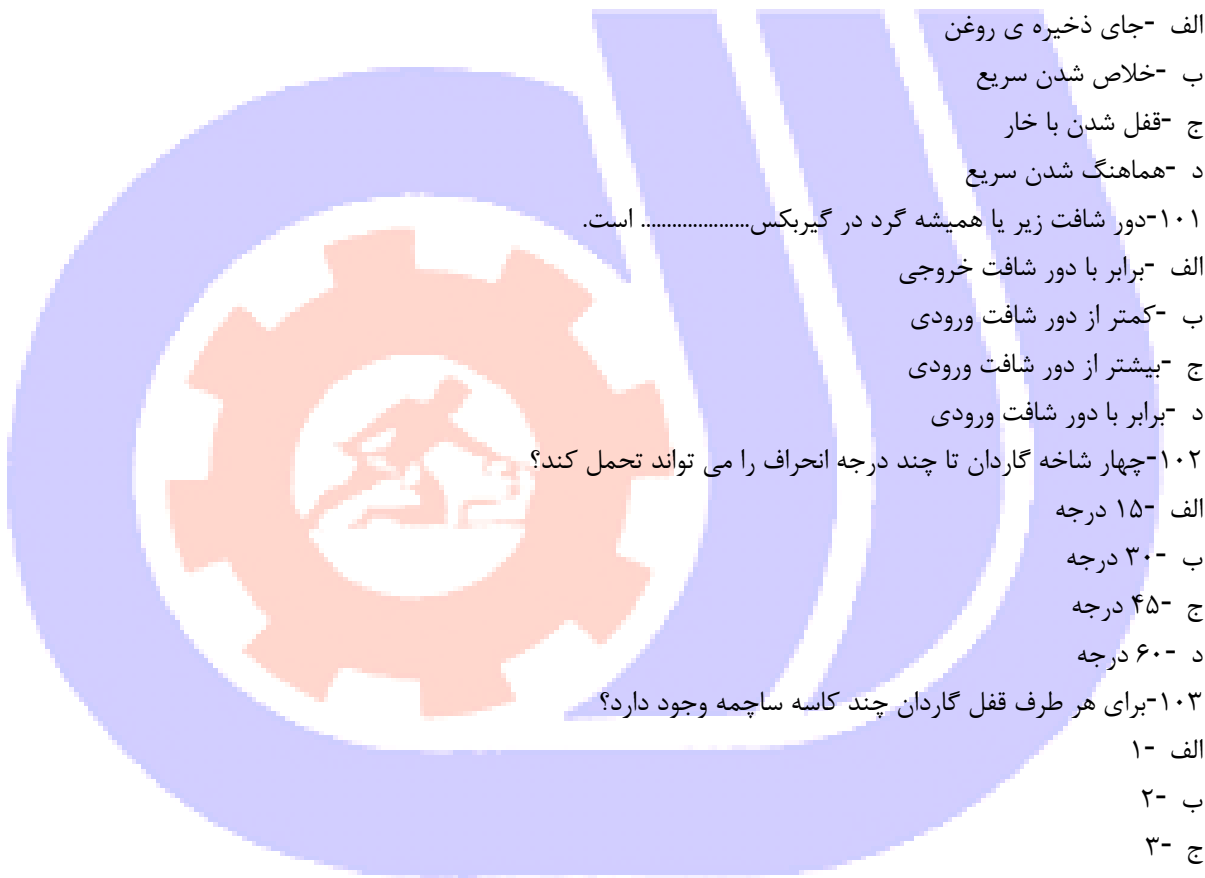 الف -جای ذخیره ی روغن
ب -خلاص شدن سریع
ج -قفل شدن با خار
د -هماهنگ شدن سریع
۱۰۱-دور شافت زیر یا همیشه گرد در گیربکس..................... است.
الف -برابر با دور شافت خروجی
ب -کمتر از دور شافت ورودی
ج -بیشتر از دور شافت ورودی
د -برابر با دور شافت ورودی
۱۰۲-چهار شاخه گاردان تا چند درجه انحراف را می تواند تحمل کند؟
الف -۱۵ درجه
ب -۳۰ درجه
ج -۴۵ درجه
د -۶۰ درجه
۱۰۳-برای هر طرف قفل گاردان چند کاسه ساچمه وجود دارد؟
الف -۱
ب -۲
ج -۳